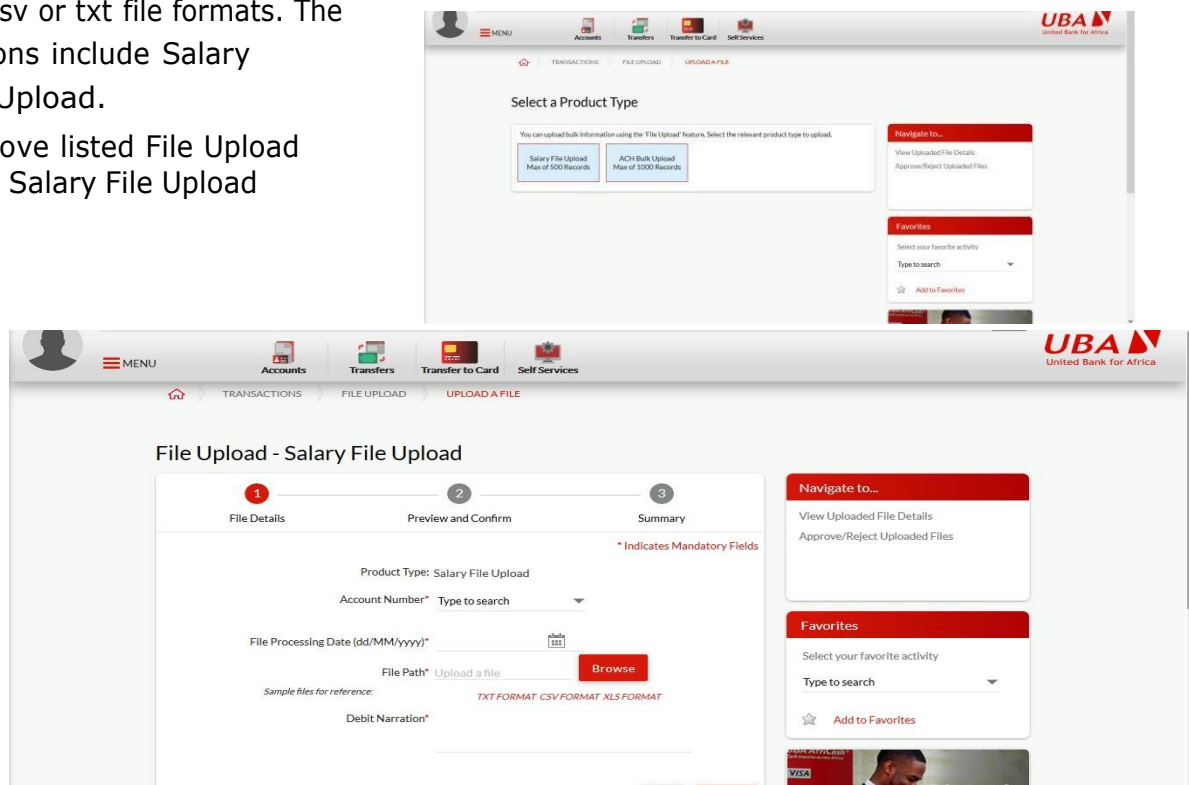 sv or txt file formats. The
ons include Salary
Upload.
ove listed File Upload
Salary File Upload
MENU
Accounts Transfers Transfer to Card Self Services
UBA
United Bank for Africa
TRANSACTIONS FILE UPLOAD UPLOAD A FILE
Select a Product Type
You can upload bulk information using the 'File Upload' feature. Select the relevant product type to upload.
Salary File Upload
Max of 500 Records
ACH Bulk Upload
Max of 1000 Records
Navigate to...
View Uploaded File Details
Approve/Reject Uploaded Files
Favorites
Select your favorite activity
Type to search
Add to Favorites
MENU
Accounts Transfers Transfer to Card Self Services
UBA
United Bank for Africa
TRANSACTIONS FILE UPLOAD UPLOAD A FILE
File Upload - Salary File Upload
1 2 3
File Details Preview and Confirm Summary
* Indicates Mandatory Fields
Product Type: Salary File Upload
Account Number* Type to search
File Processing Date (dd/MM/yyyy)*
File Path* Upload a file Browse
Sample files for reference: TXT FORMAT CSV FORMAT XLS FORMAT
Debit Narration*
Navigate to...
View Uploaded File Details
Approve/Reject Uploaded Files
Favorites
Select your favorite activity
Type to search
Add to Favorites
VISA